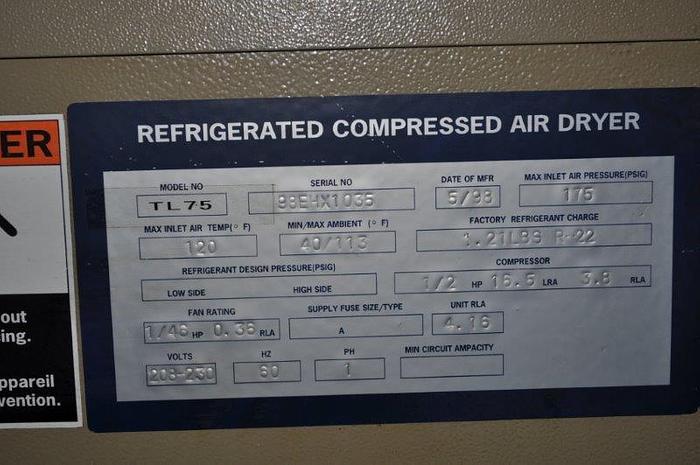 ER
REFRIGERATED COMPRESSED AIR DRYER
MODEL NO SERIAL NO DATE OF MFR MAX INLET AIR PRESSURE(PSIG)
TL75 98EHX1035 5/98 175
MAX INLET AIR TEMP(° F) MIN/MAX AMBIENT (° F) FACTORY REFRIGERANT CHARGE
120 40/113 1.21LBS R-22
REFRIGERANT DESIGN PRESSURE(PSIG) COMPRESSOR
LOW SIDE HIGH SIDE 1/2 HP 16.5 LRA 3.8 RLA
FAN RATING SUPPLY FUSE SIZE/TYPE UNIT RLA
1/46 HP 0.36 RLA A 4.16
VOLTS HZ PH MIN CIRCUIT AMPACITY
208-230 60 1
out
ing.
ppareil
vention.